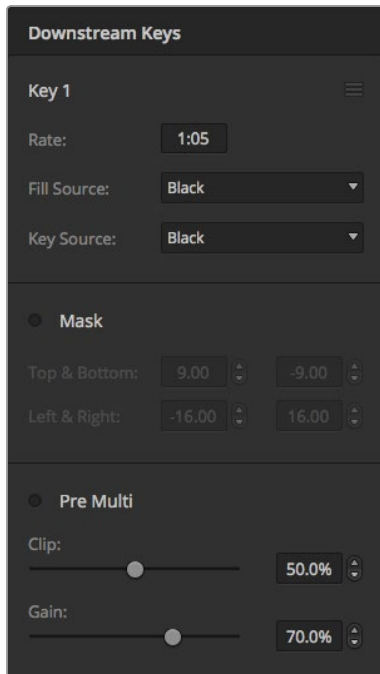 Downstream Keys
Key 1
Rate: 1:05
Fill Source: Black
Key Source: Black
Mask
Top & Bottom: 9.00 -9.00
Left & Right: -16.00 16.00
Pre Multi
Clip:
50.0%
Gain:
70.0%